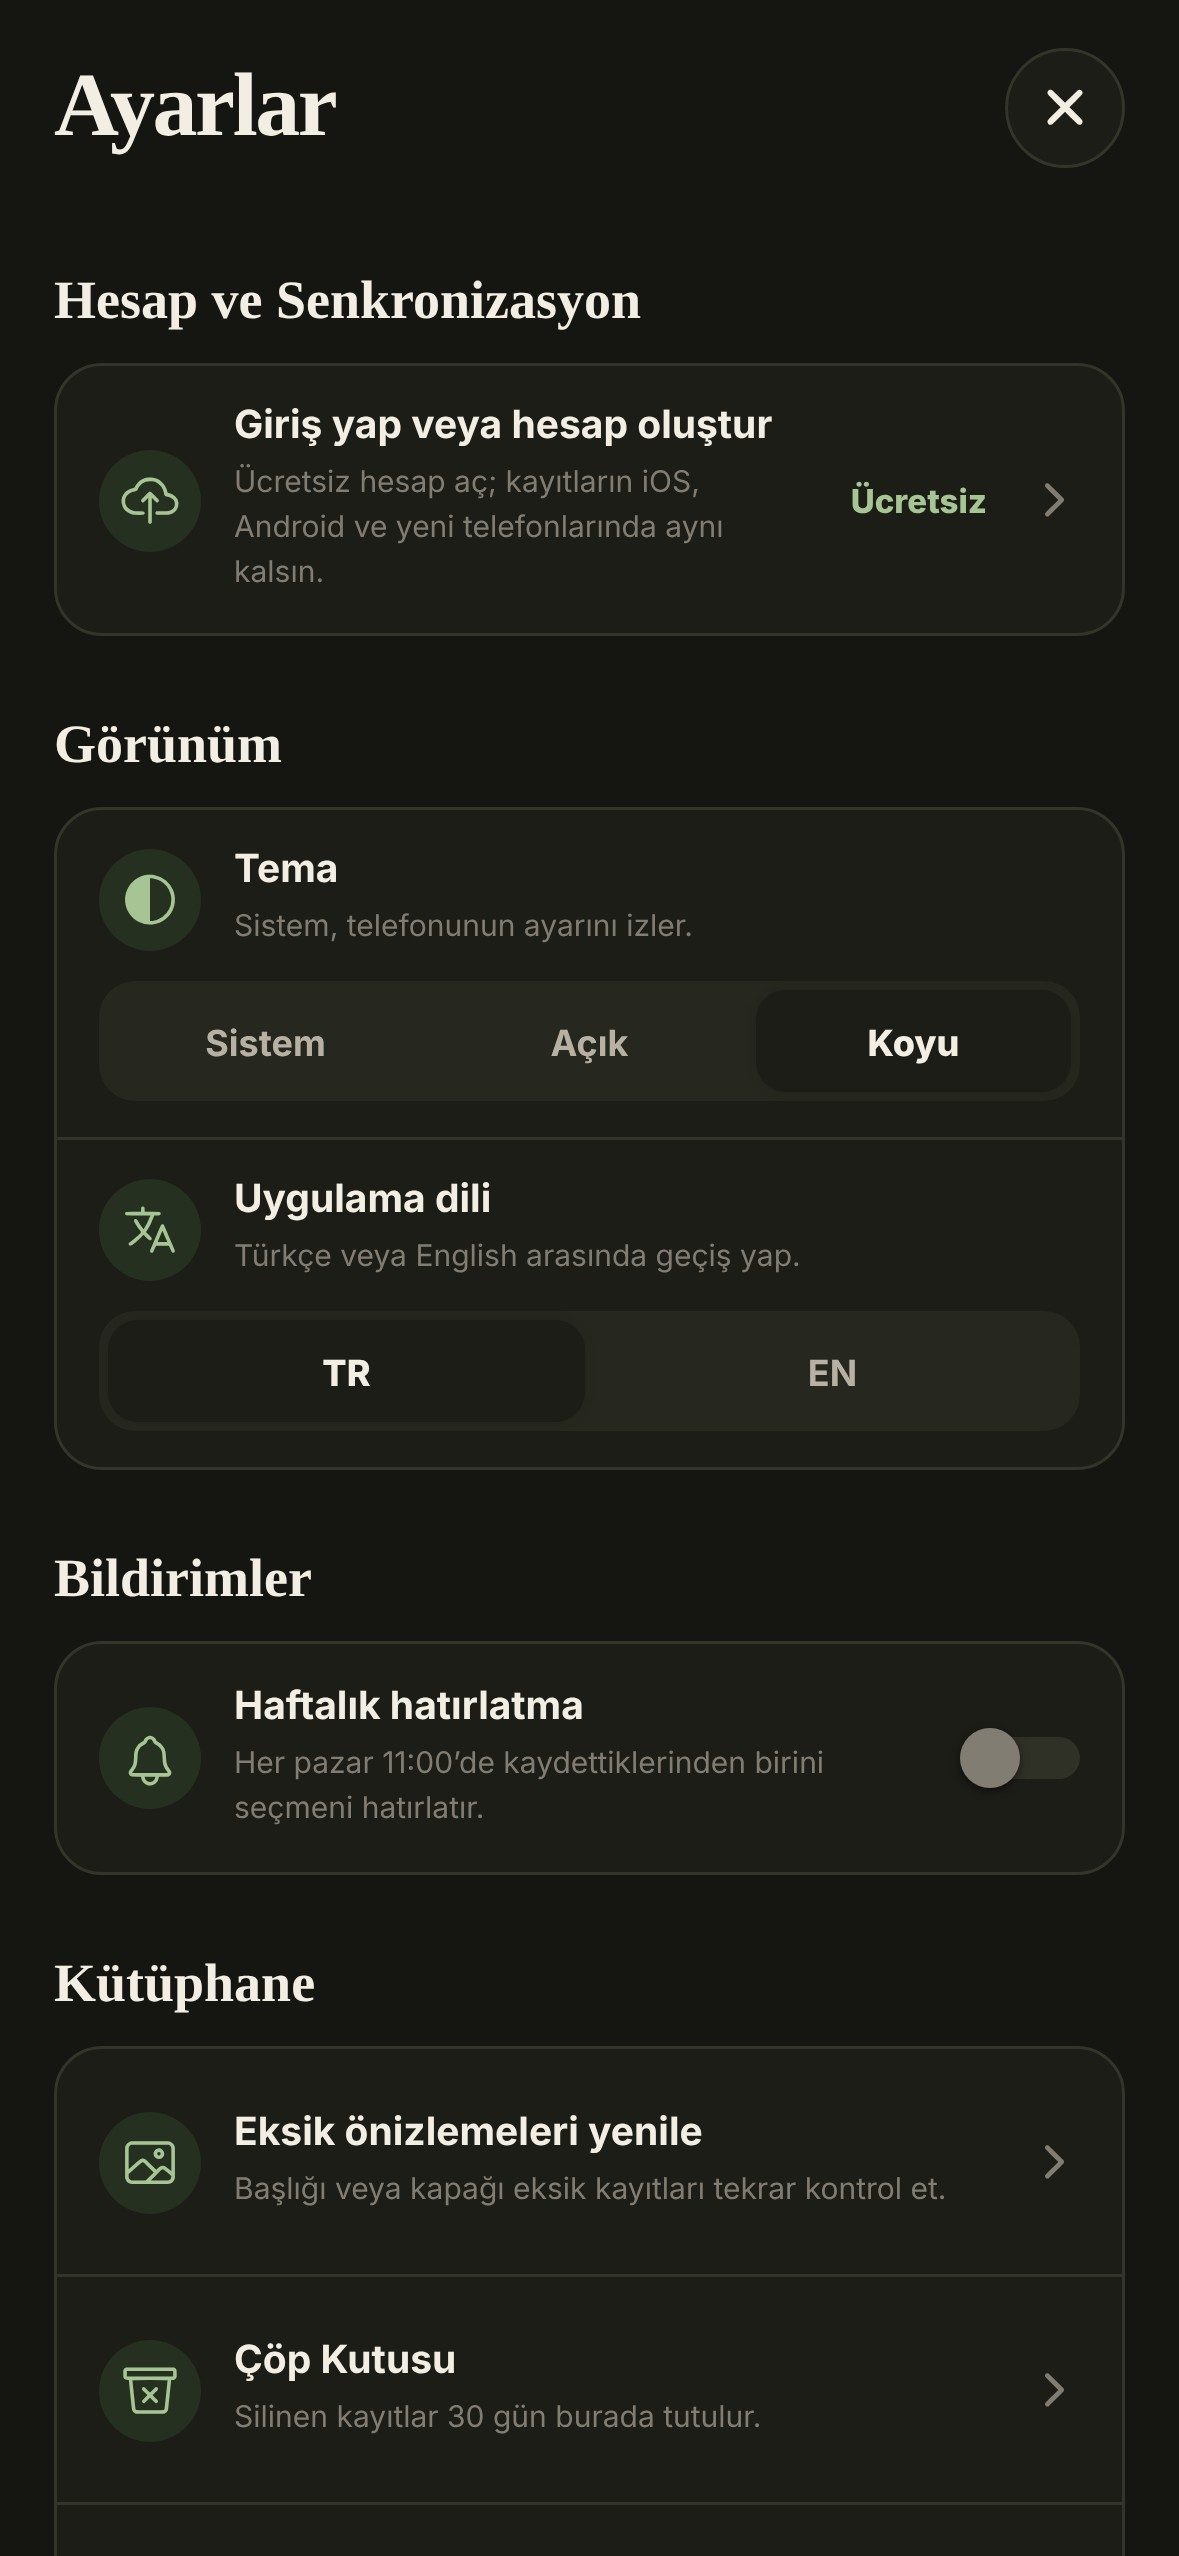 Ayarlar
Hesap ve Senkronizasyon
Giriş yap veya hesap oluştur
Ücretsiz hesap aç; kayıtların iOS,
Android ve yeni telefonlarında aynı
kalsın.
Ücretsiz
Görünüm
Tema
Sistem, telefonunun ayarını izler.
Sistem
Açık
Koyu
Uygulama dili
Türkçe veya English arasında geçiş yap.
TR
EN
Bildirimler
Haftalık hatırlatma
Her pazar 11:00’de kaydettiklerinden birini
seçmeni hatırlatır.
Kütüphane
Eksik önizlemeleri yenile
Başlığı veya kapağı eksik kayıtları tekrar kontrol et.
Çöp Kutusu
Silinen kayıtlar 30 gün burada tutulur.